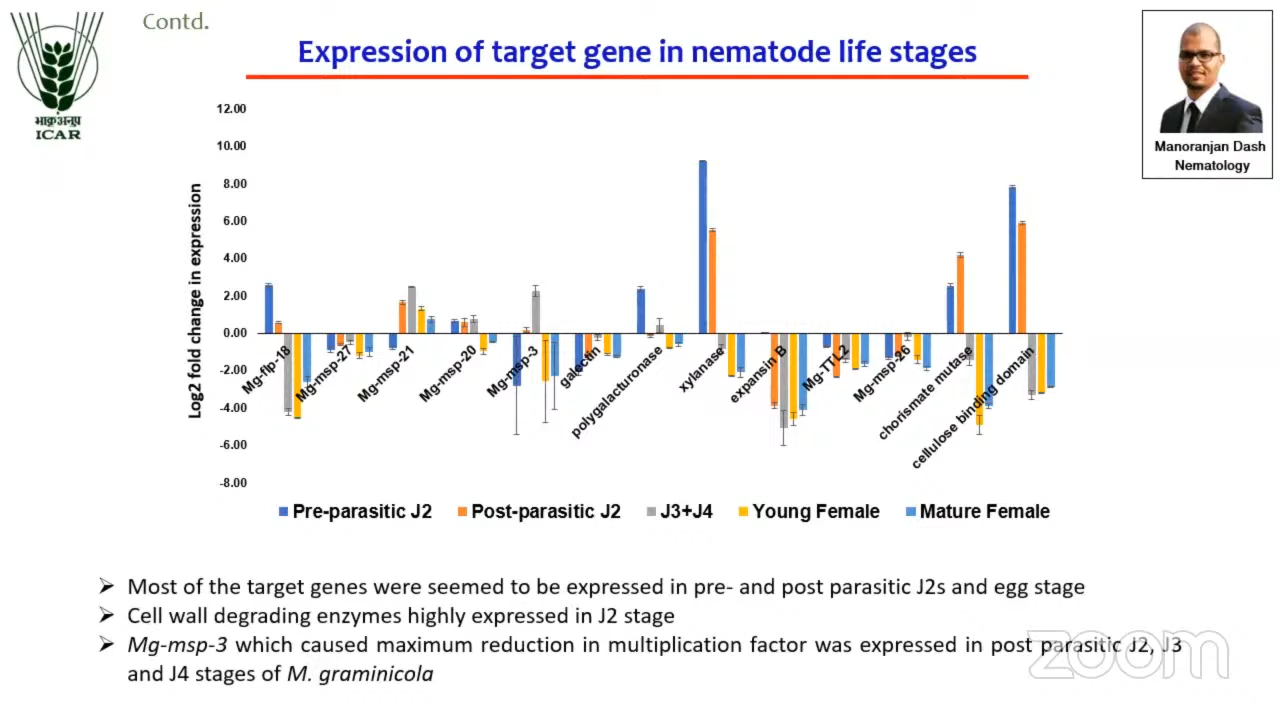 Contd.
Expression of target gene in nematode life stages
भाकृअनुप
ICAR
Manoranjan Dash
Nematology
Log2 fold change in expression
12.00
10.00
8.00
6.00
4.00
2.00
0.00
-2.00
-4.00
-6.00
-8.00
Mg-flp-18
Mg-msp-27
Mg-msp-21
Mg-msp-20
Mg-msp-3
galectin
polygalacturonase
xylanase
expansin B
Mg-TTL2
Mg-msp-26
chorismate mutase
cellulose binding domain
Pre-parasitic J2 Post-parasitic J2 J3+J4 Young Female Mature Female
➢ Most of the target genes were seemed to be expressed in pre- and post parasitic J2s and egg stage
➢ Cell wall degrading enzymes highly expressed in J2 stage
➢ Mg-msp-3 which caused maximum reduction in multiplication factor was expressed in post parasitic J2, J3
and J4 stages of M. graminicola
zoom